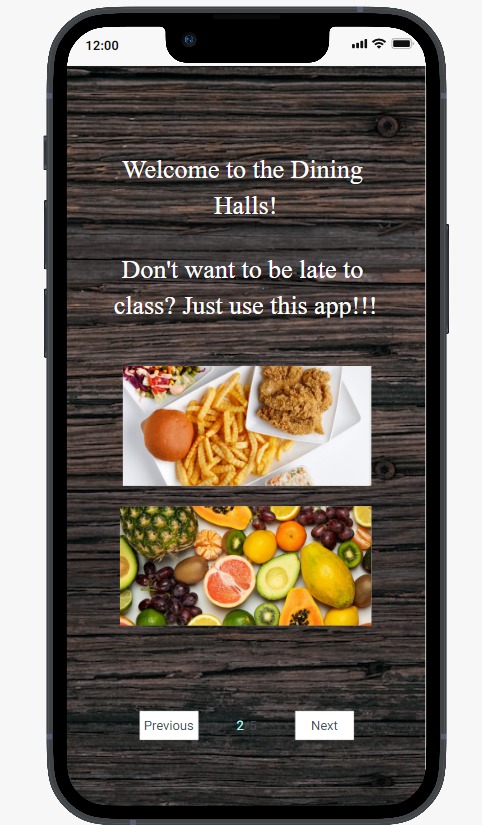 12:00
Welcome to the Dining
Halls!
Don't want to be late to
class? Just use this app!!!
Previous
2
Next